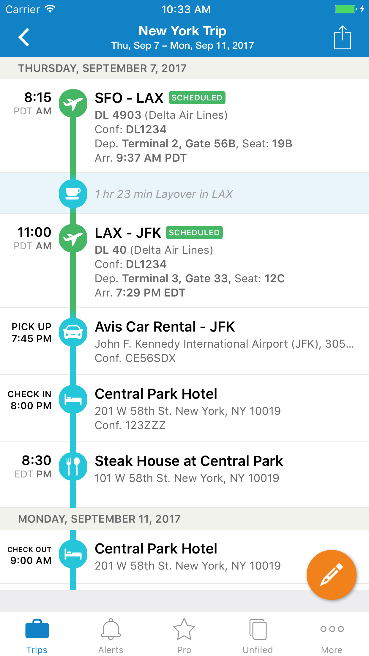 Carrier 10:33 AM
New York Trip
Thu, Sep 7 – Mon, Sep 11, 2017
THURSDAY, SEPTEMBER 7, 2017
8:15 SFO - LAX SCHEDULED
PDT AM DL 4903 (Delta Air Lines)
Conf: DL1234
Dep. Terminal 2, Gate 56B, Seat: 19B
Arr. 9:37 AM PDT
1 hr 23 min Layover in LAX
11:00 LAX - JFK SCHEDULED
PDT AM DL 40 (Delta Air Lines)
Conf: DL1234
Dep. Terminal 3, Gate 33, Seat: 12C
Arr. 7:29 PM EDT
PICK UP Avis Car Rental - JFK
7:45 PM John F. Kennedy International Airport (JFK), 305...
Conf. CE56SDX
CHECK IN Central Park Hotel
8:00 PM 201 W 58th St. New York, NY 10019
Conf. 123ZZZ
8:30 Steak House at Central Park
EDT PM 101 W 58th St. New York, NY 10019
MONDAY, SEPTEMBER 11, 2017
CHECK OUT Central Park Hotel
9:00 AM 201 W 58th St. New York, NY 10019
Trips Alerts Pro Unfiled More